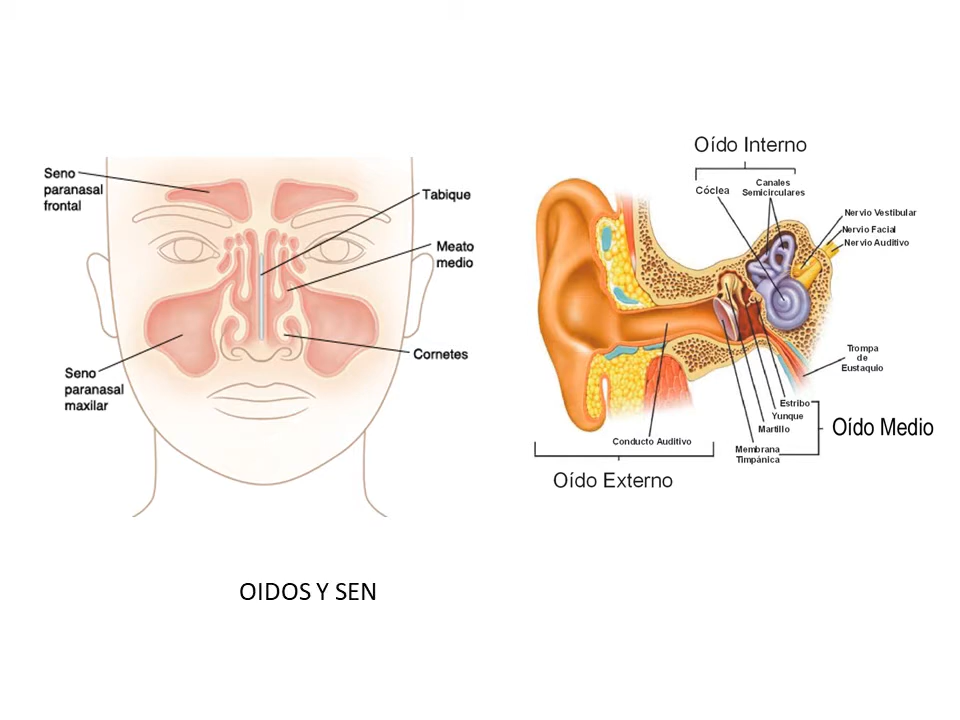 Seno
paranasal
frontal
Tabique
Meato
medio
Cornetes
Seno
paranasal
maxilar
Oído Interno
Cóclea
Canales
Semicirculares
Nervio Vestibular
Nervio Facial
Nervio Auditivo
Trompa
de
Eustaquio
Estribo
Yunque
Martillo
Membrana
Timpánica
Oído Medio
Conducto Auditivo
Oído Externo
OIDOS Y SEN